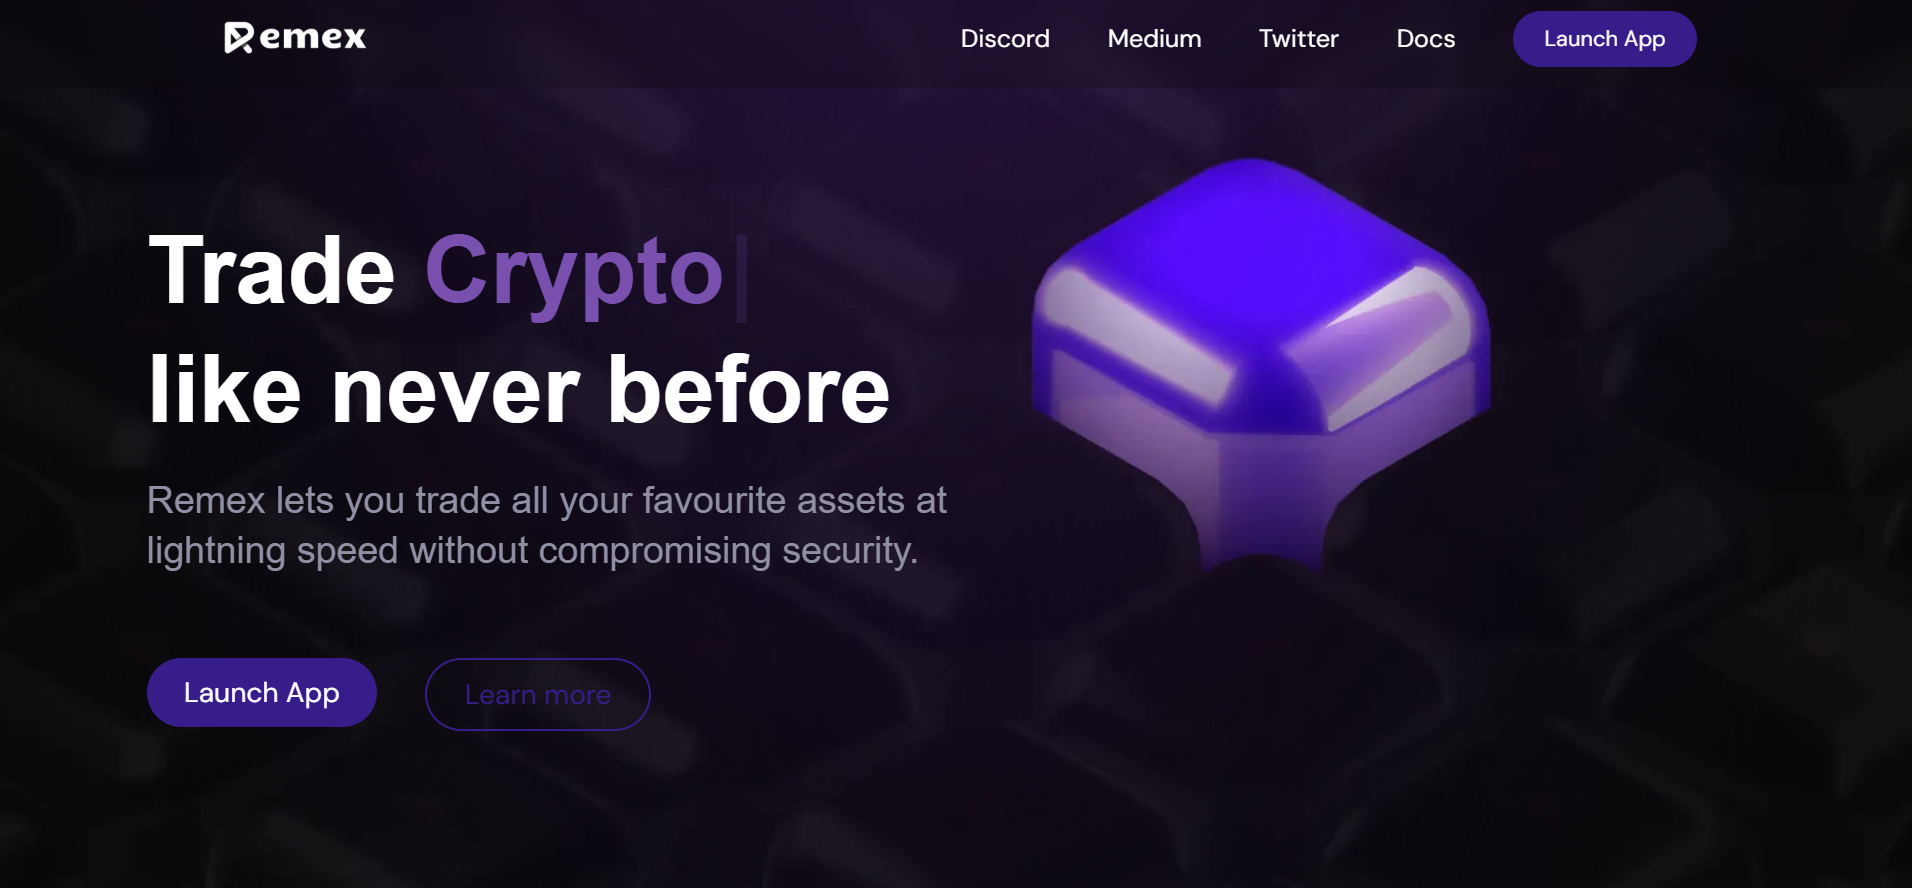 Remex
Discord
Medium
Twitter
Docs
Launch App
Trade Crypto
like never before
Remex lets you trade all your favourite assets at
lightning speed without compromising security.
Launch App
Learn more